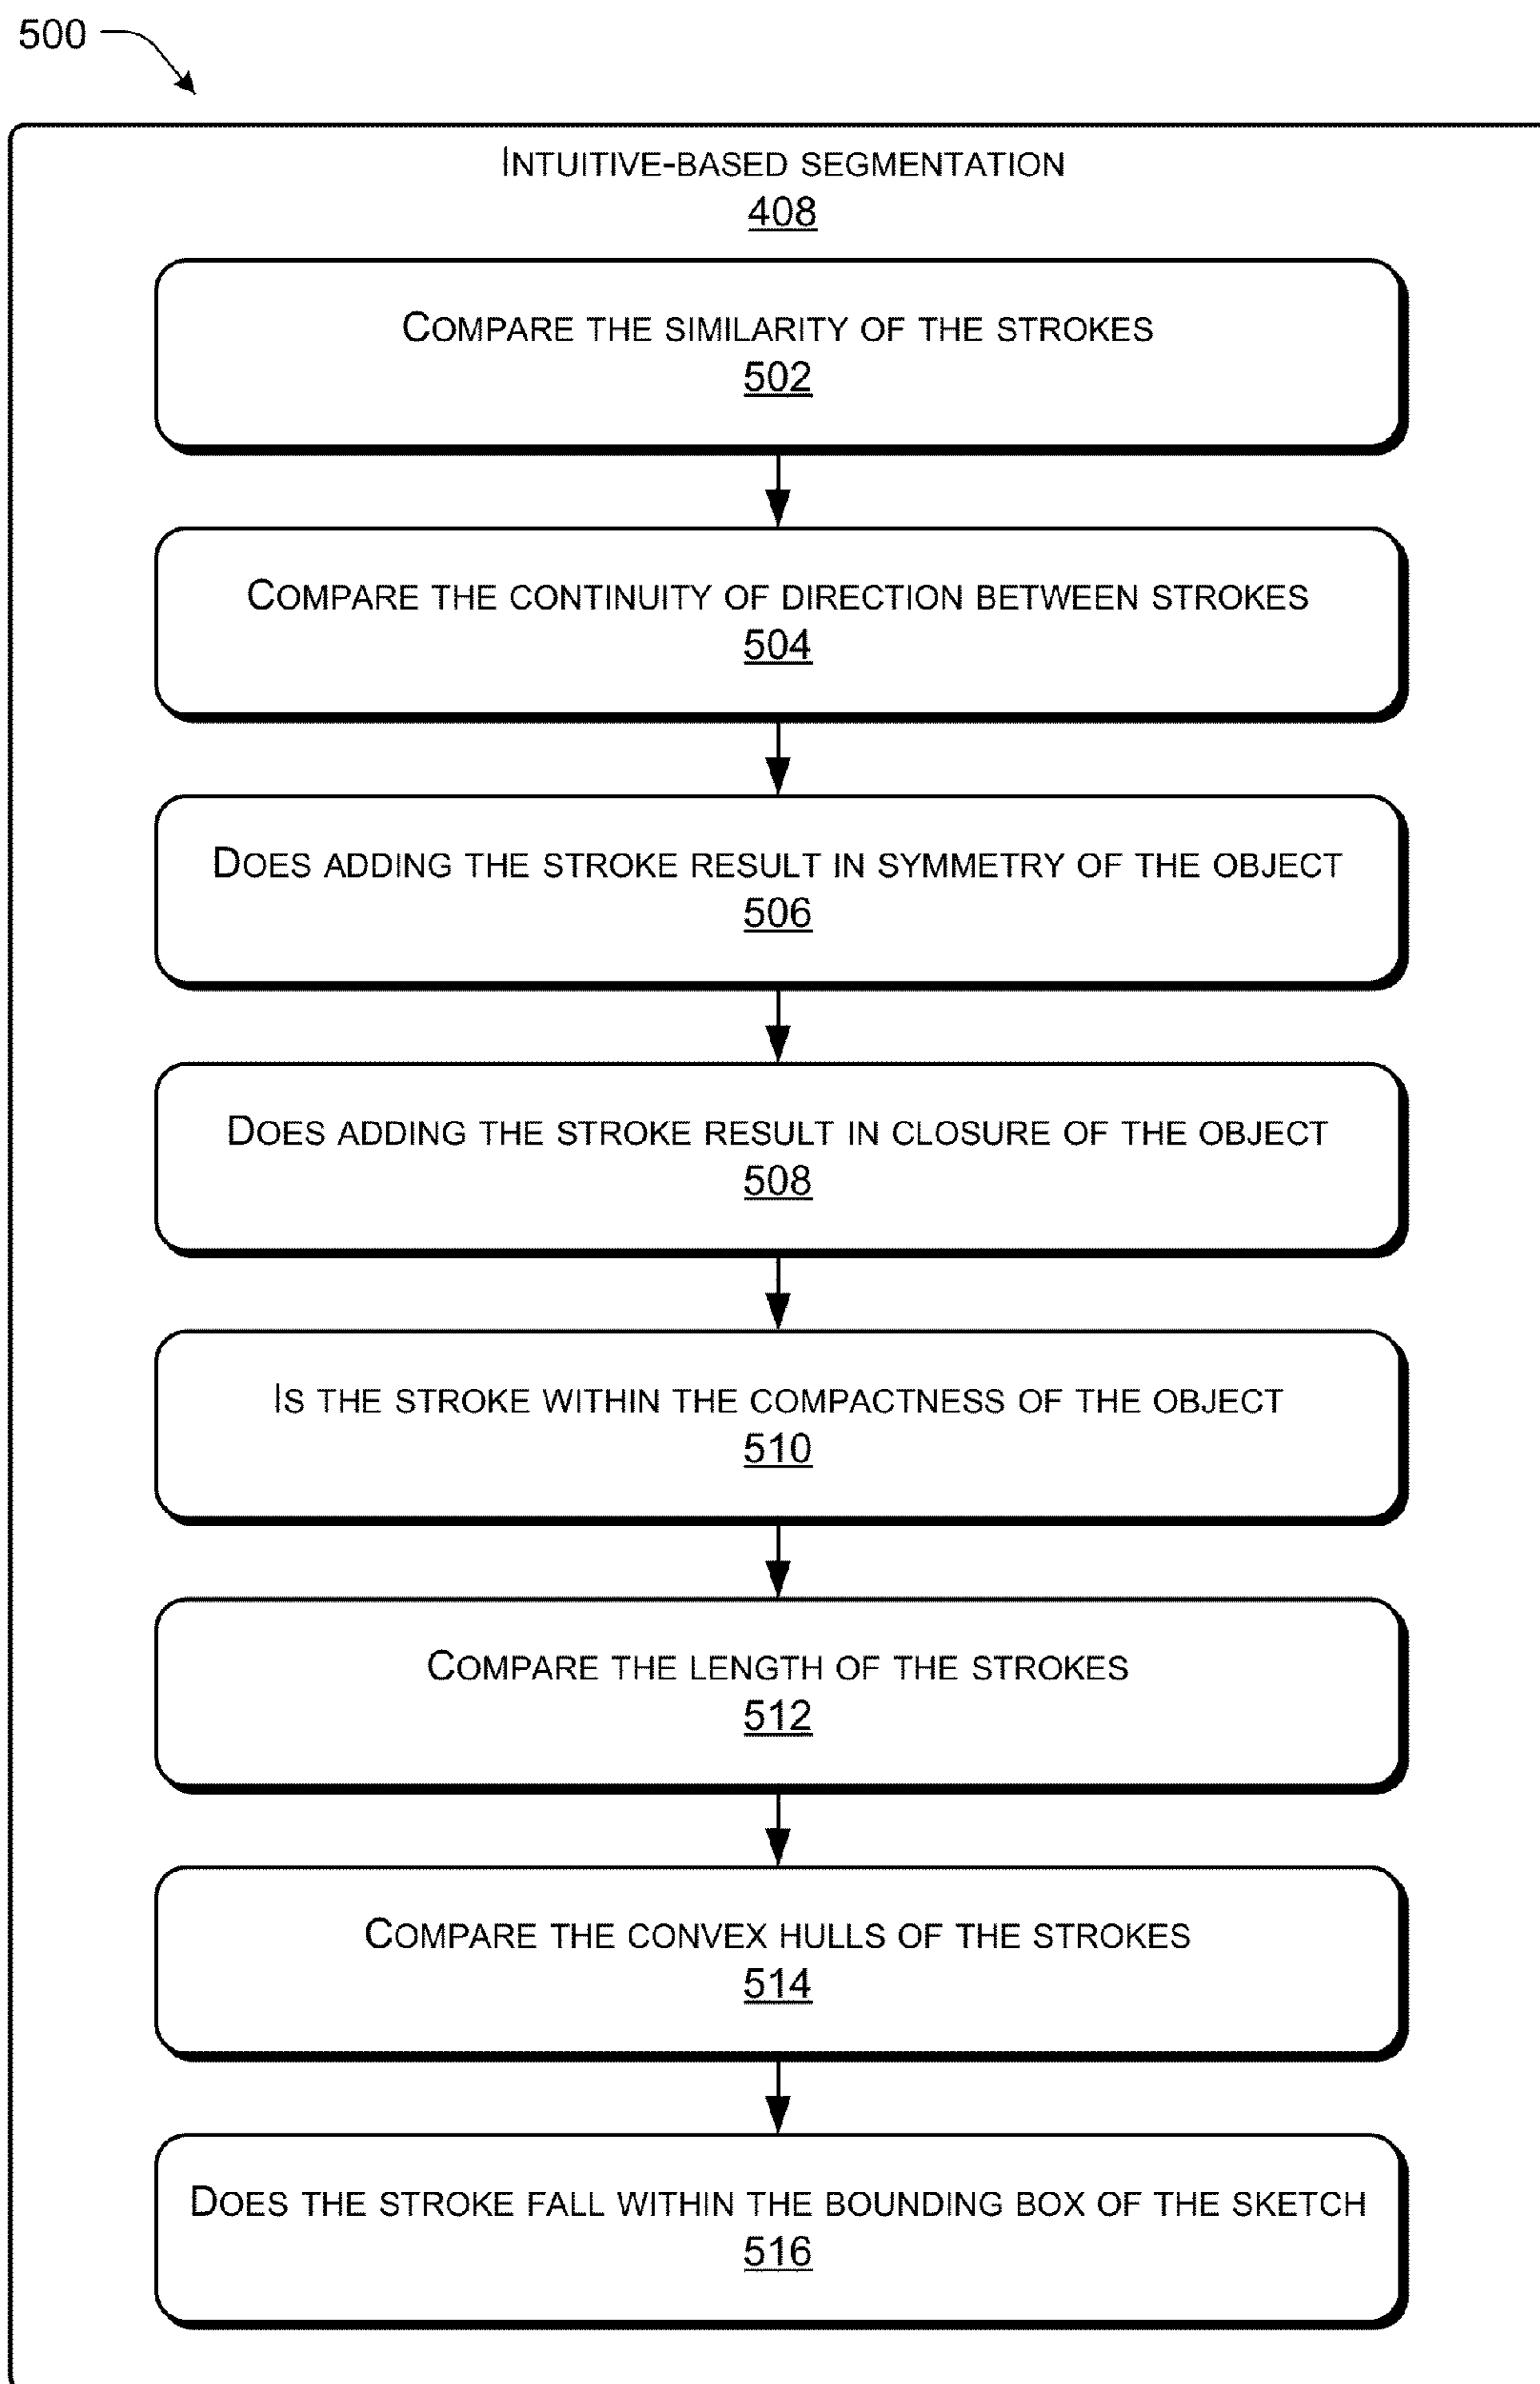 500
INTUITIVE-BASED SEGMENTATION
408
COMPARE THE SIMILARITY OF THE STROKES
502
COMPARE THE CONTINUITY OF DIRECTION BETWEEN STROKES
504
DOES ADDING THE STROKE RESULT IN SYMMETRY OF THE OBJECT
506
DOES ADDING THE STROKE RESULT IN CLOSURE OF THE OBJECT
508
IS THE STROKE WITHIN THE COMPACTNESS OF THE OBJECT
510
COMPARE THE LENGTH OF THE STROKES
512
COMPARE THE CONVEX HULLS OF THE STROKES
514
DOES THE STROKE FALL WITHIN THE BOUNDING BOX OF THE SKETCH
516